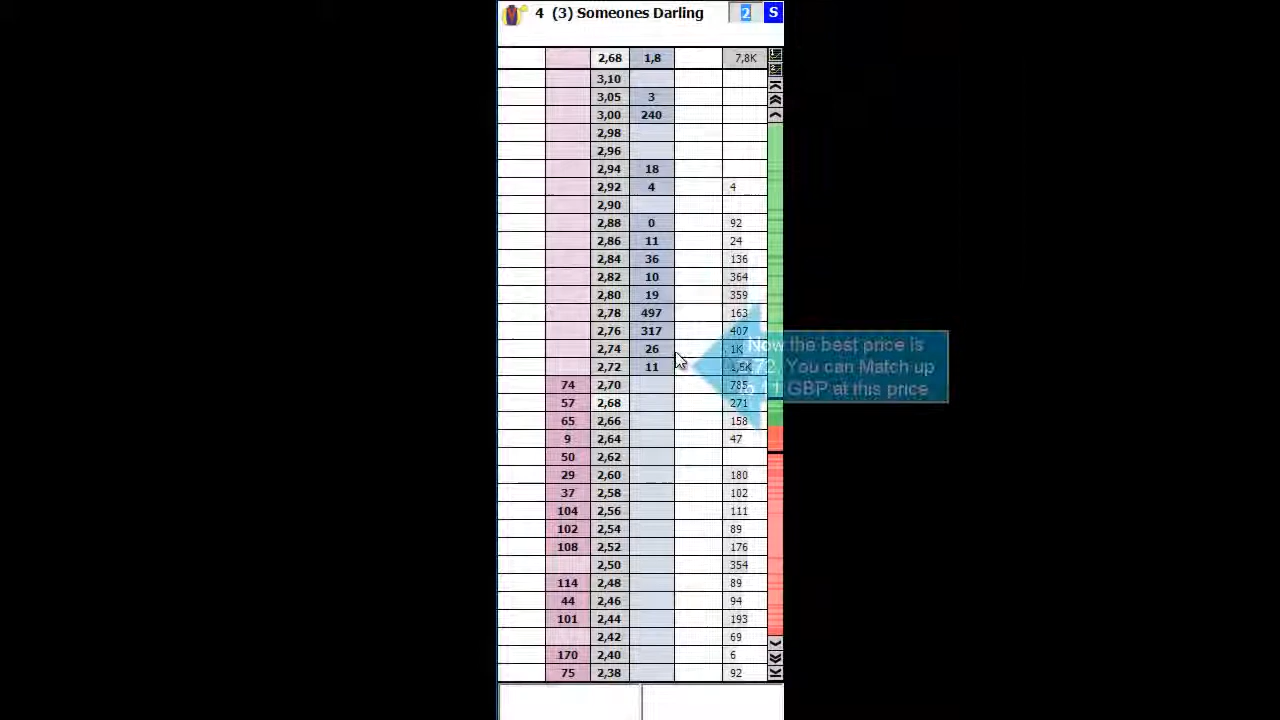 4 (3) Someones Darling 2 S
2,68 1,8 7,8K
3,10
3,05 3
3,00 240
2,98
2,96
2,94 18
2,92 4 4
2,90
2,88 0 92
2,86 11 24
2,84 36 136
2,82 10 364
2,80 19 359
2,78 497 163
2,76 317 407
2,74 26 1K
2,72 11 1,5K
Now the best price is
2,72, You can Match up
to 11 GBP at this price
74 2,70 785
57 2,68 271
65 2,66 158
9 2,64 47
50 2,62
29 2,60 180
37 2,58 102
104 2,56 111
102 2,54 89
108 2,52 176
2,50 354
114 2,48 89
44 2,46 94
101 2,44 193
2,42 69
170 2,40 6
75 2,38 92